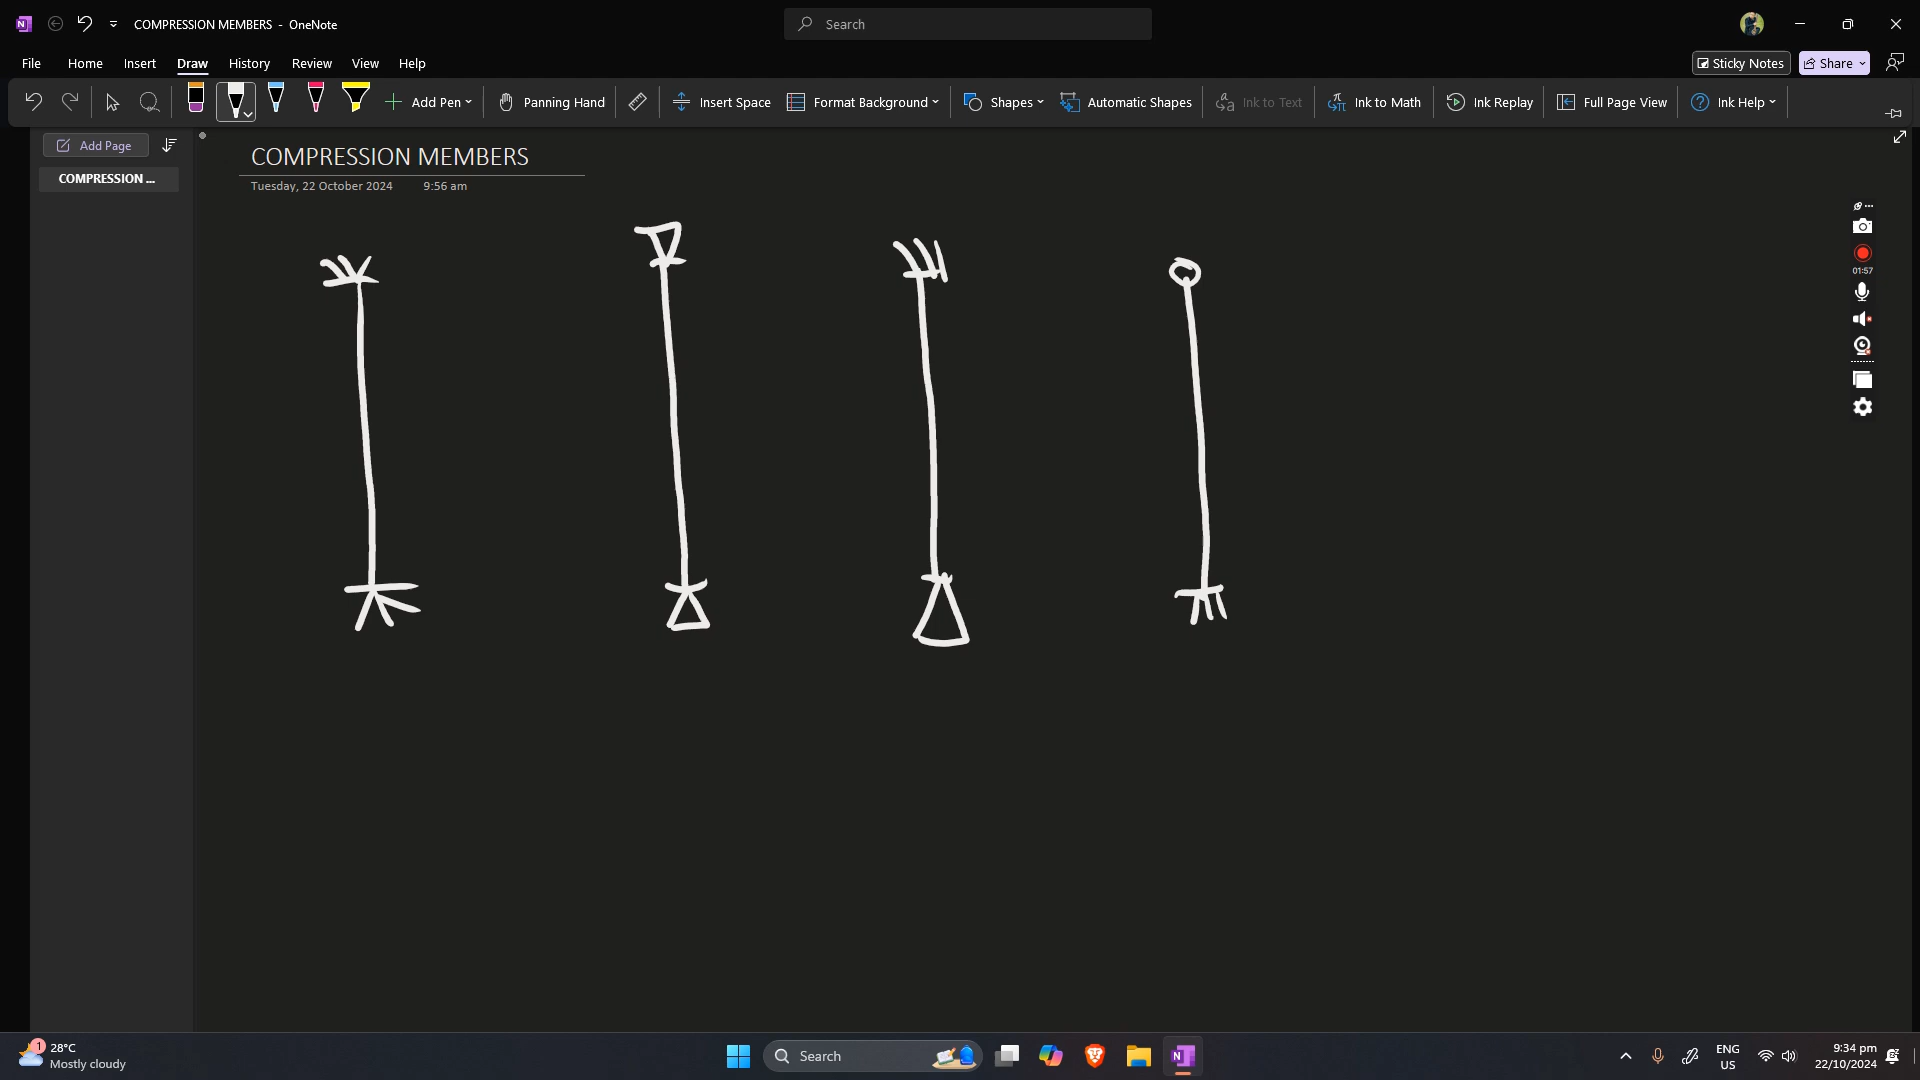 COMPRESSION MEMBERS - OneNote
Search
File Home Insert Draw History Review View Help
Sticky Notes Share
Add Pen Panning Hand Insert Space Format Background Shapes Automatic Shapes Ink to Text Ink to Math Ink Replay Full Page View Ink Help
Add Page
COMPRESSION ...
COMPRESSION MEMBERS
Tuesday, 22 October 2024 9:56 am
01:57
1
28°C
Mostly cloudy
Search
ENG
US
9:34 pm
22/10/2024